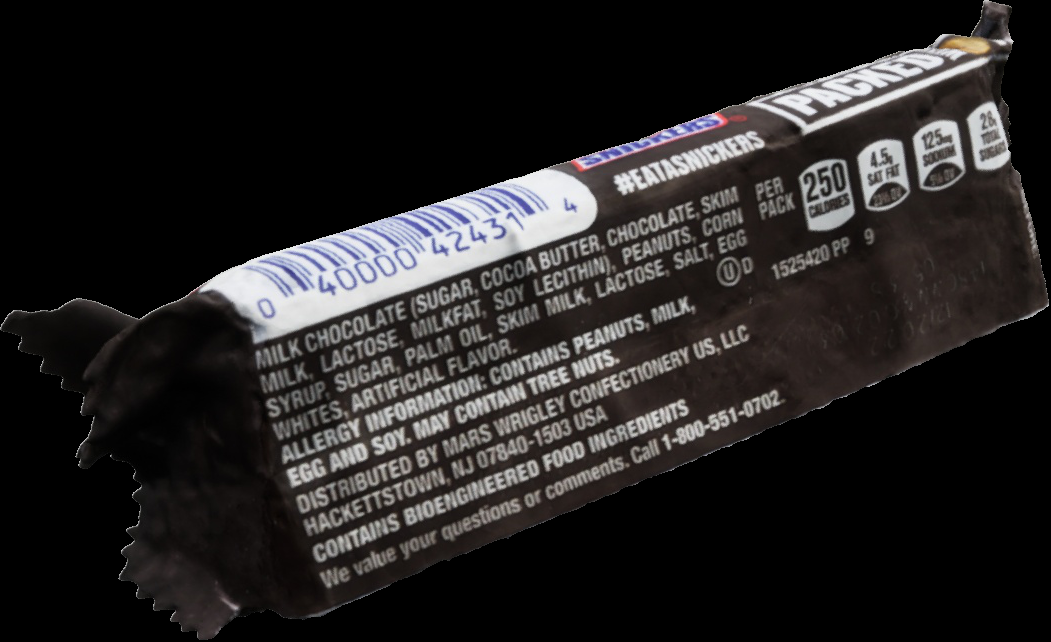 PACKED
SNICKERS
#EATASNICKERS
0 40000 42431 4
PER
PACK
250
CALORIES
4.5g
SAT FAT
125mg
SODIUM
TOTAL
SUGARS
MILK CHOCOLATE (SUGAR, COCOA BUTTER, CHOCOLATE, SKIM
MILK, LACTOSE, MILKFAT, SOY LECITHIN), PEANUTS, CORN
SYRUP, SUGAR, PALM OIL, SKIM MILK, LACTOSE, SALT, EGG
WHITES, ARTIFICIAL FLAVOR.
U D
1525420 PP 9
ALLERGY INFORMATION: CONTAINS PEANUTS, MILK,
EGG AND SOY. MAY CONTAIN TREE NUTS.
DISTRIBUTED BY MARS WRIGLEY CONFECTIONERY US, LLC
HACKETTSTOWN, NJ 07840-1503 USA
CONTAINS BIOENGINEERED FOOD INGREDIENTS
We value your questions or comments. Call 1-800-551-0702.